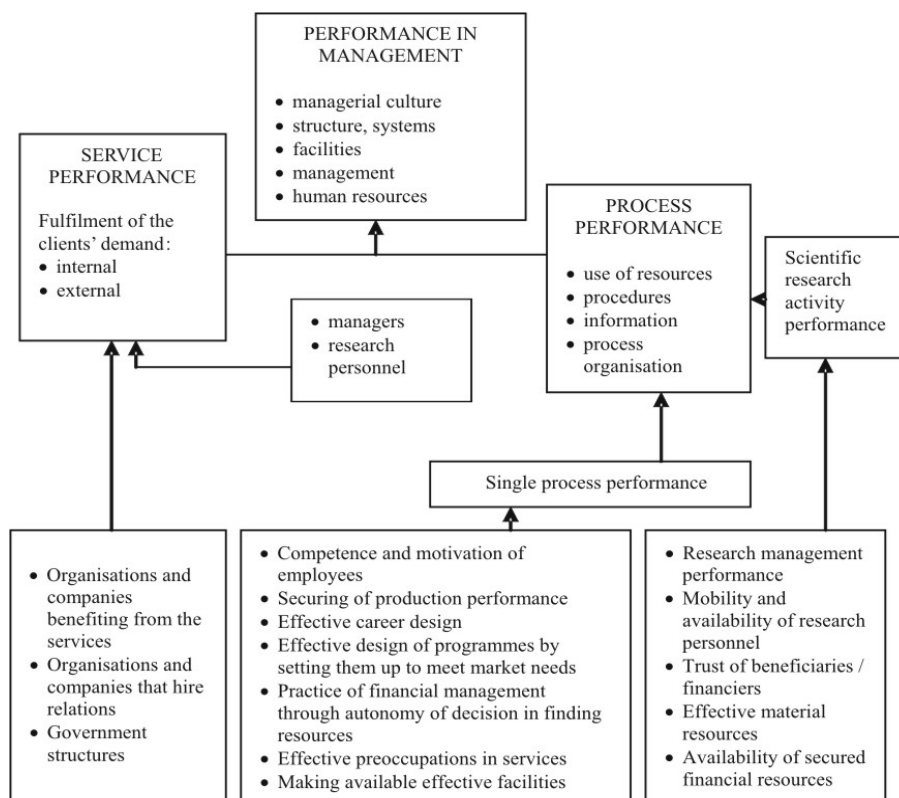 PERFORMANCE IN
MANAGEMENT
• managerial culture
• structure, systems
• facilities
• management
• human resources
SERVICE
PERFORMANCE
Fulfilment of the
clients’ demand:
• internal
• external
PROCESS
PERFORMANCE
• use of resources
• procedures
• information
• process
organisation
Scientific
research
activity
performance
• managers
• research
personnel
Single process performance
• Organisations and
companies
benefiting from the
services
• Organisations and
companies that hire
relations
• Government
structures
• Competence and motivation of
employees
• Securing of production performance
• Effective career design
• Effective design of programmes by
setting them up to meet market needs
• Practice of financial management
through autonomy of decision in finding
resources
• Effective preoccupations in services
• Making available effective facilities
• Research management
performance
• Mobility and
availability of research
personnel
• Trust of beneficiaries /
financiers
• Effective material
resources
• Availability of secured
financial resources